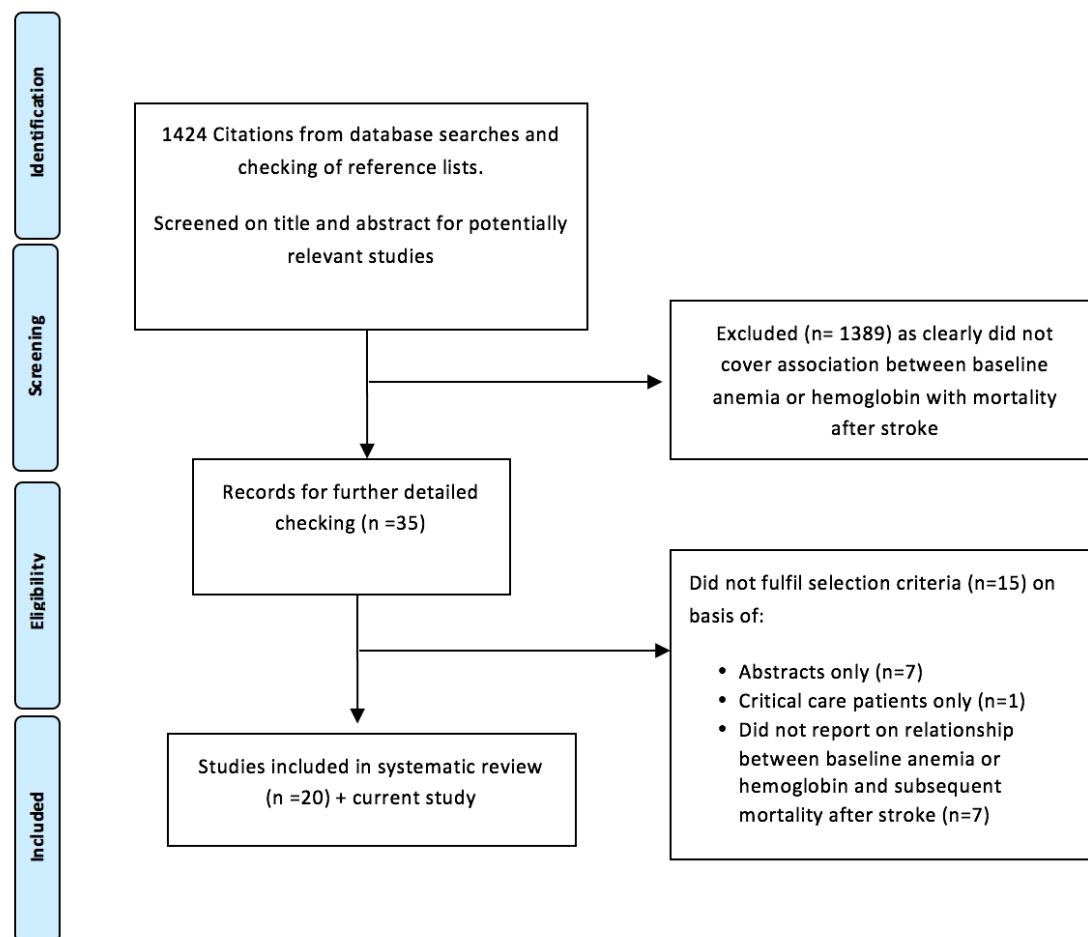 Identification
1424 Citations from database searches and
checking of reference lists.
Screened on title and abstract for potentially
relevant studies
Screening
Excluded (n= 1389) as clearly did not
cover association between baseline
anemia or hemoglobin with mortality
after stroke
Records for further detailed
checking (n =35)
Eligibility
Did not fulfil selection criteria (n=15) on
basis of:
• Abstracts only (n=7)
• Critical care patients only (n=1)
• Did not report on relationship
between baseline anemia or
hemoglobin and subsequent
mortality after stroke (n=7)
Included
Studies included in systematic review
(n =20) + current study